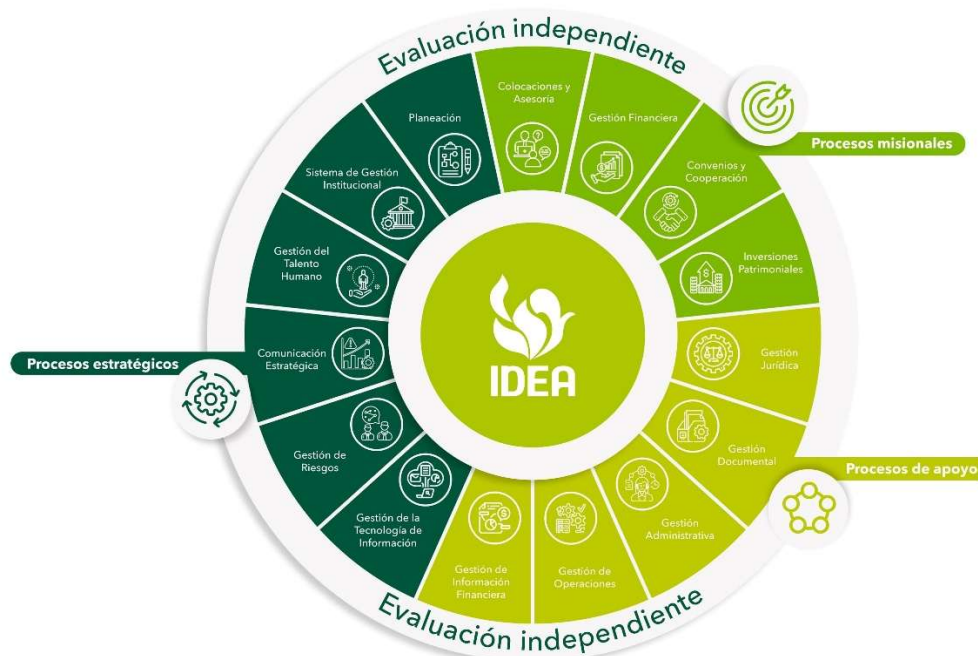 Evaluación independiente
Colocaciones y
Asesoría
Gestión Financiera
Convenios y
Cooperación
Inversiones
Patrimoniales
Procesos misionales
Gestión
Jurídica
Gestión
Documental
Gestión
Administrativa
Gestión de
Operaciones
Gestión de
Información
Financiera
Procesos de apoyo
Gestión de la
Tecnología de
Información
Gestión de
Riesgos
Comunicación
Estratégica
Gestión del
Talento
Humano
Sistema de Gestión
Institucional
Planeación
Procesos estratégicos
IDEA
Evaluación independiente